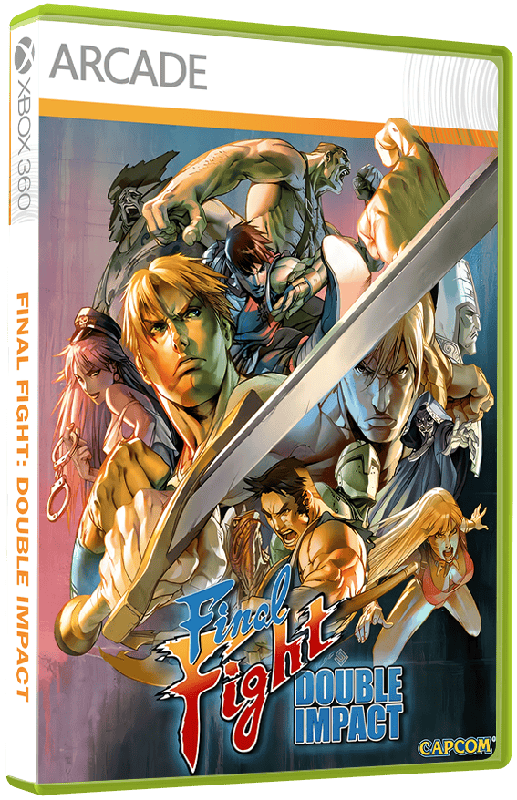 ARCADE
XBOX 360
FINAL FIGHT: DOUBLE IMPACT
Final
Fight
DOUBLE
IMPACT
CAPCOM